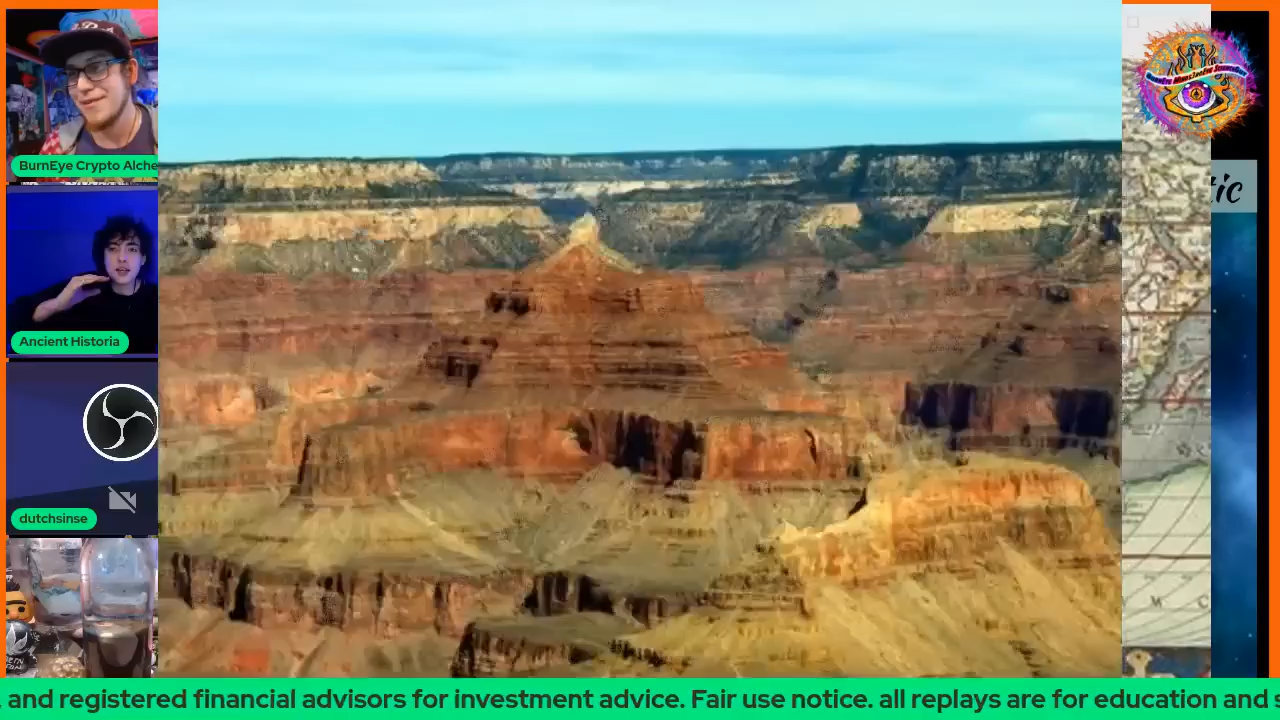 BurnEye Crypto Alche
Ancient Historia
dutchsinse
tic
and registered financial advisors for investment advice. Fair use notice. all replays are for education and s